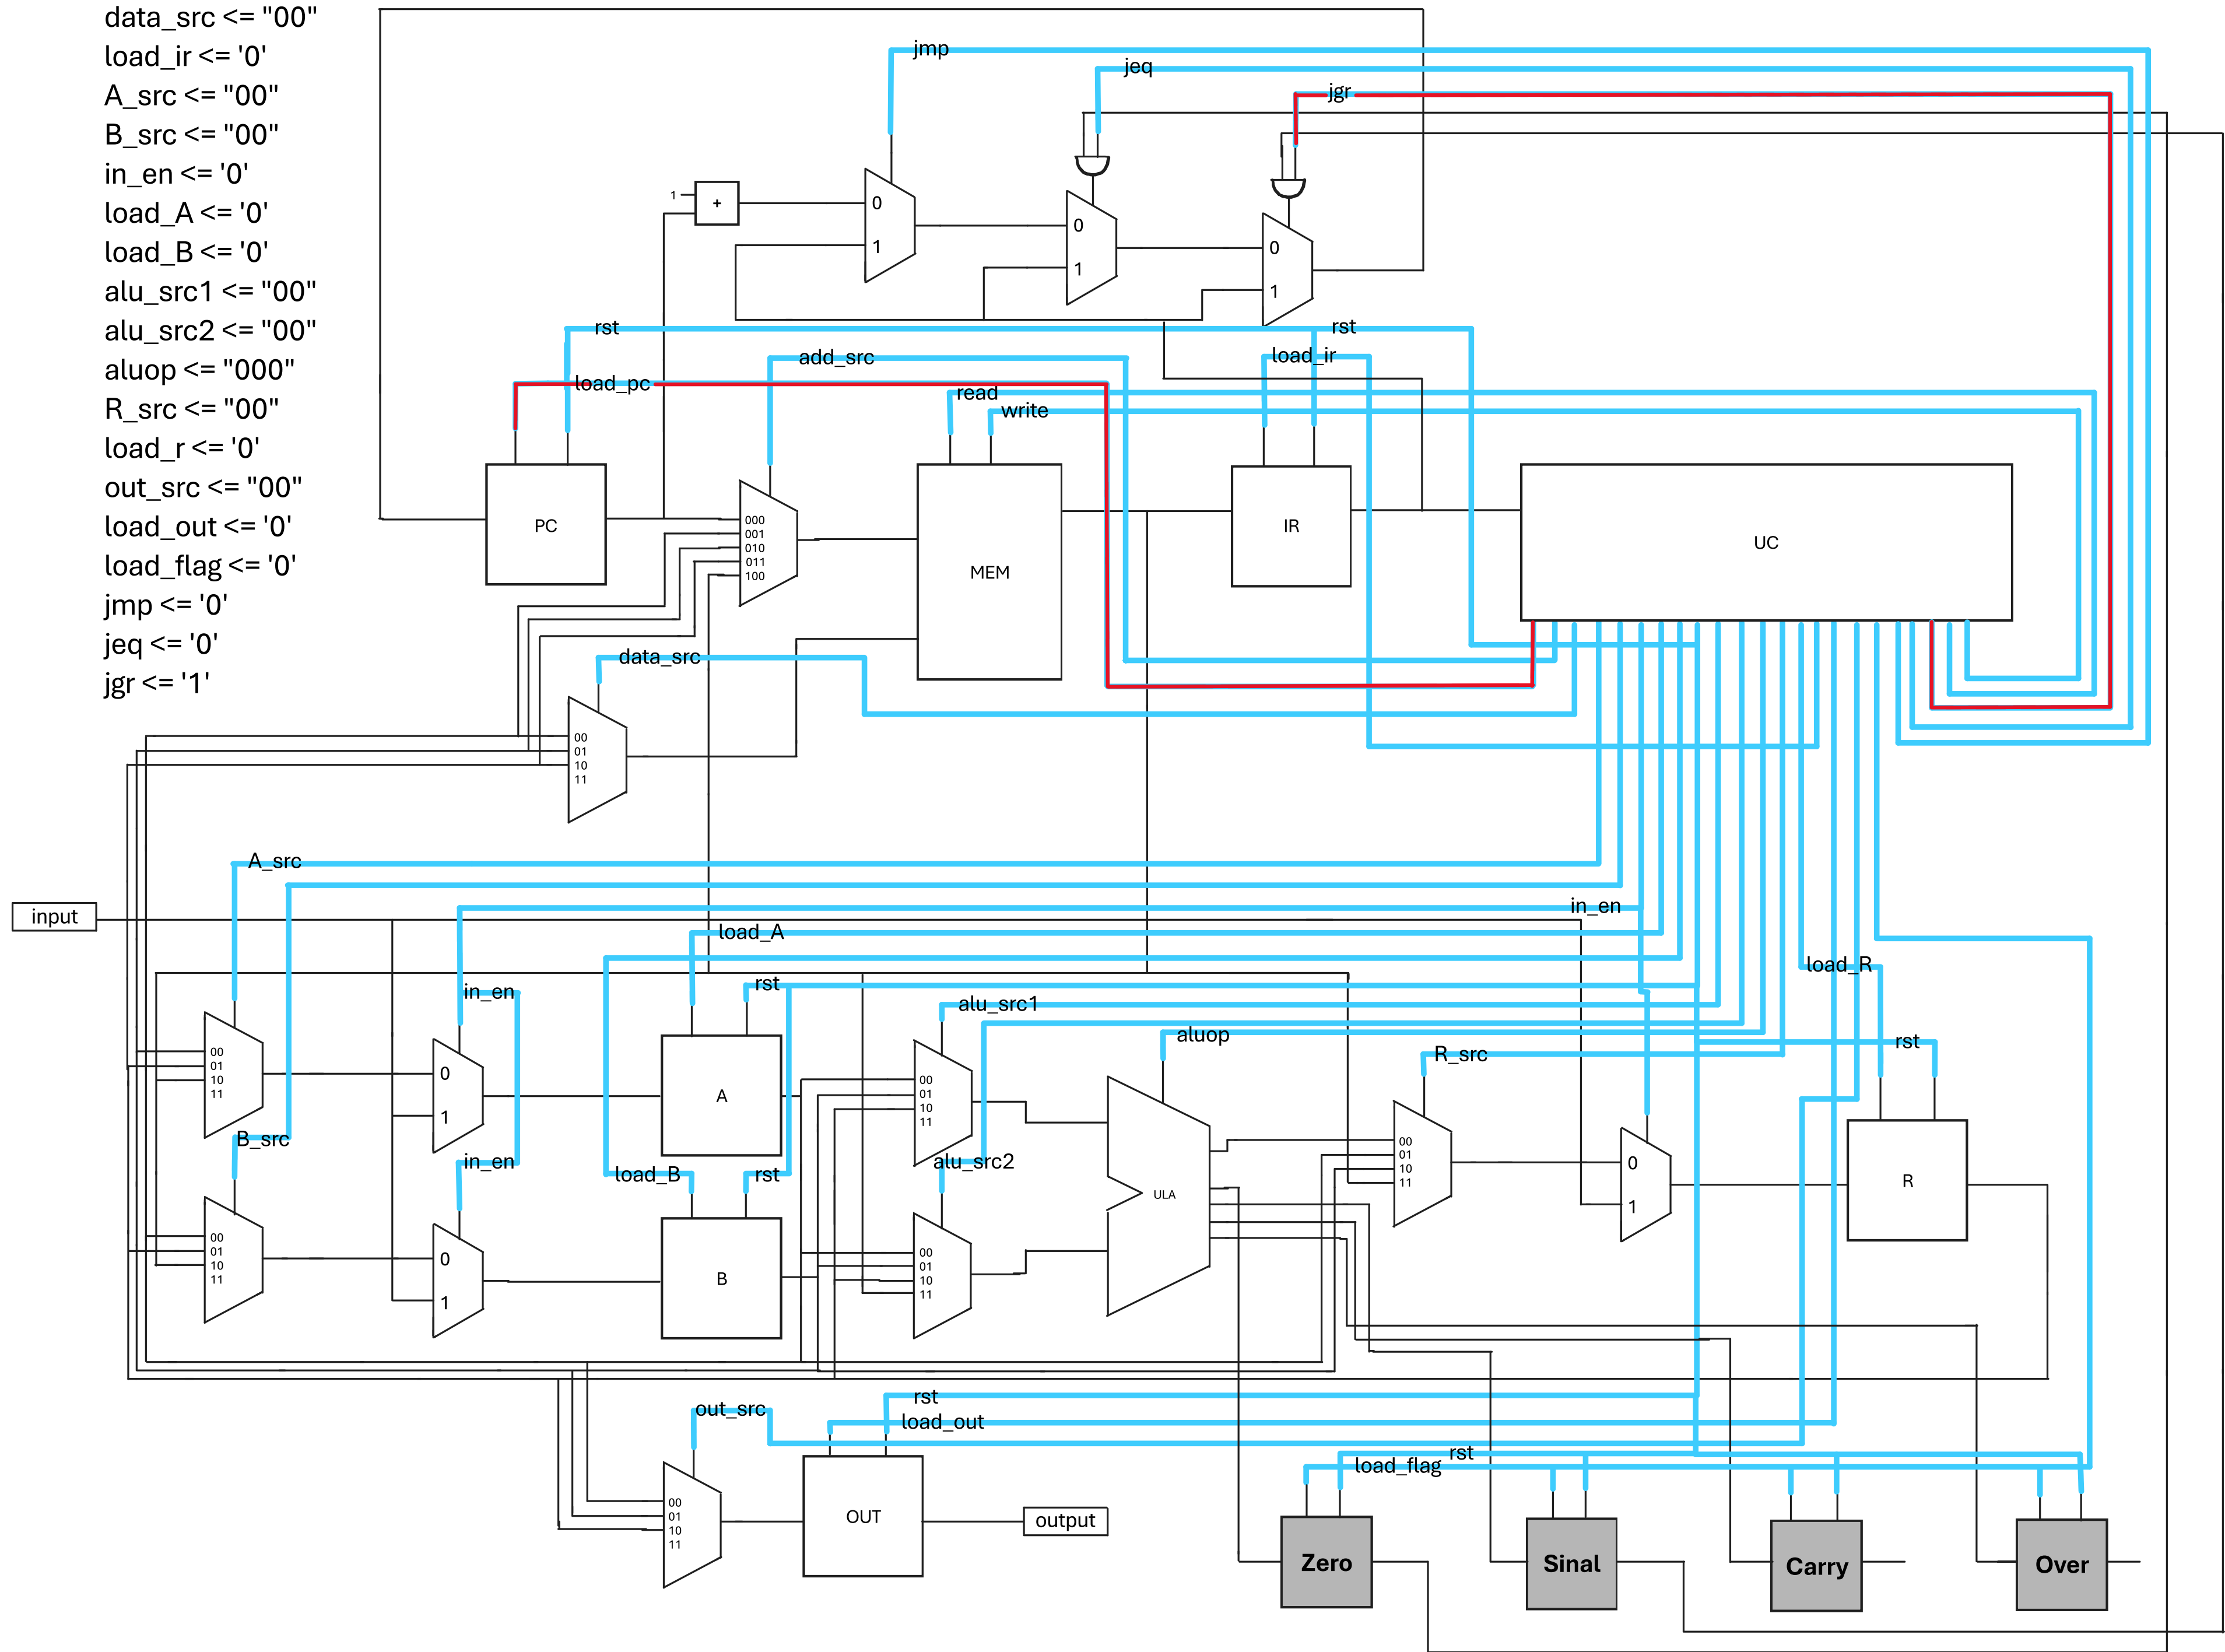 data_src <= "00"
load_ir <= '0'
A_src <= "00"
B_src <= "00"
in_en <= '0'
load_A <= '0'
load_B <= '0'
alu_src1 <= "00"
alu_src2 <= "00"
aluop <= "000"
R_src <= "00"
load_r <= '0'
out_src <= "00"
load_out <= '0'
load_flag <= '0'
jmp <= '0'
jeq <= '0'
jgr <= '1'
jmp
jeq
jgr
1
+
0
1
0
1
0
1
rst
rst
add_src
load_ir
load_pc
read
write
PC
000
001
010
011
100
MEM
IR
UC
data_src
00
01
10
11
A_src
input
in_en
load_A
load_R
in_en
rst
alu_src1
aluop
R_src
rst
00
01
10
11
0
1
A
00
01
10
11
B_src
in_en
load_B
rst
alu_src2
ULA
00
01
10
11
0
1
R
00
01
10
11
0
1
B
00
01
10
11
out_src
rst
load_out
rst
load_flag
00
01
10
11
OUT
output
Zero
Sinal
Carry
Over